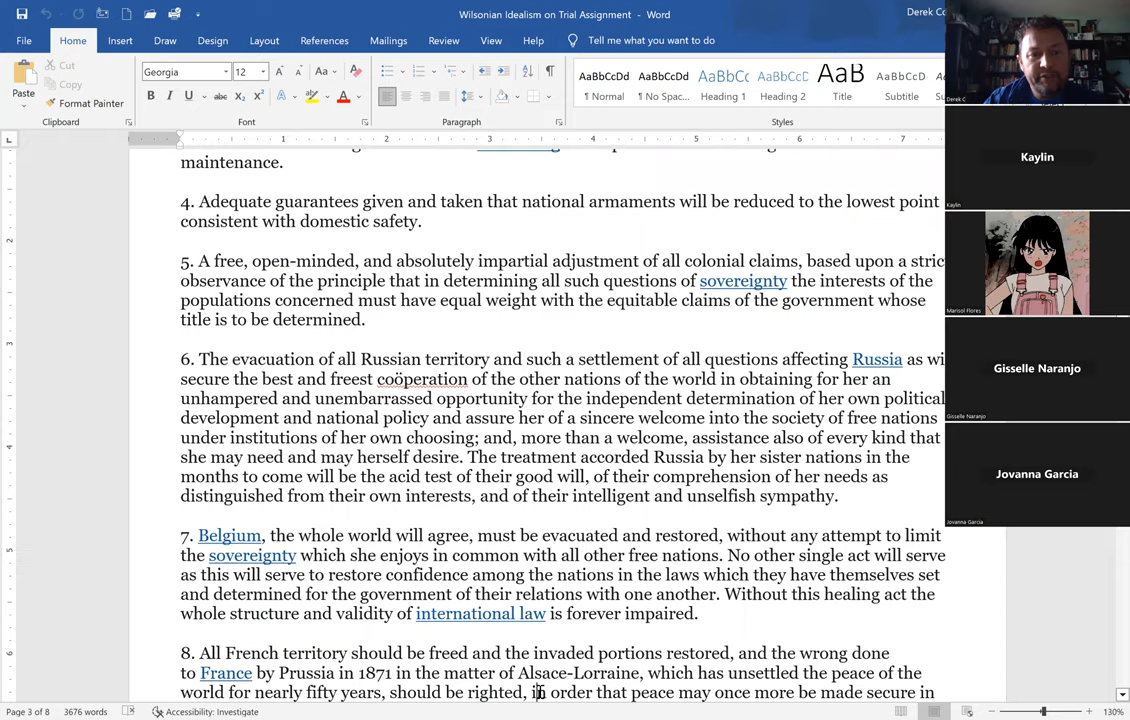 Wilsonian Idealism on Trial Assignment - Word
Derek Co
File Home Insert Draw Design Layout References Mailings Review View Help Tell me what you want to do
Paste
Cut
Copy
Format Painter
Georgia 12
AaBbCcDd AaBbCcDd AaBbCc AaBbCcDd AaB AaBbCcD
¶ Normal ¶ No Spac... Heading 1 Heading 2 Title Subtitle
Clipboard Font Paragraph Styles
1 2 3 4 5 6 7
maintenance.
4. Adequate guarantees given and taken that national armaments will be reduced to the lowest point
consistent with domestic safety.
5. A free, open-minded, and absolutely impartial adjustment of all colonial claims, based upon a stric
observance of the principle that in determining all such questions of sovereignty the interests of the
populations concerned must have equal weight with the equitable claims of the government whose
title is to be determined.
6. The evacuation of all Russian territory and such a settlement of all questions affecting Russia as wi
secure the best and freest coöperation of the other nations of the world in obtaining for her an
unhampered and unembarrassed opportunity for the independent determination of her own political
development and national policy and assure her of a sincere welcome into the society of free nations
under institutions of her own choosing; and, more than a welcome, assistance also of every kind that
she may need and may herself desire. The treatment accorded Russia by her sister nations in the
months to come will be the acid test of their good will, of their comprehension of her needs as
distinguished from their own interests, and of their intelligent and unselfish sympathy.
7. Belgium, the whole world will agree, must be evacuated and restored, without any attempt to limit
the sovereignty which she enjoys in common with all other free nations. No other single act will serve
as this will serve to restore confidence among the nations in the laws which they have themselves set
and determined for the government of their relations with one another. Without this healing act the
whole structure and validity of international law is forever impaired.
8. All French territory should be freed and the invaded portions restored, and the wrong done
to France by Prussia in 1871 in the matter of Alsace-Lorraine, which has unsettled the peace of the
world for nearly fifty years, should be righted, in order that peace may once more be made secure in
Page 3 of 8 3676 words Accessibility: Investigate 130%
Derek C
Kaylin
Kaylin
Marisol Flores
Gisselle Naranjo
Gisselle Naranjo
Jovanna Garcia
Jovanna Garcia